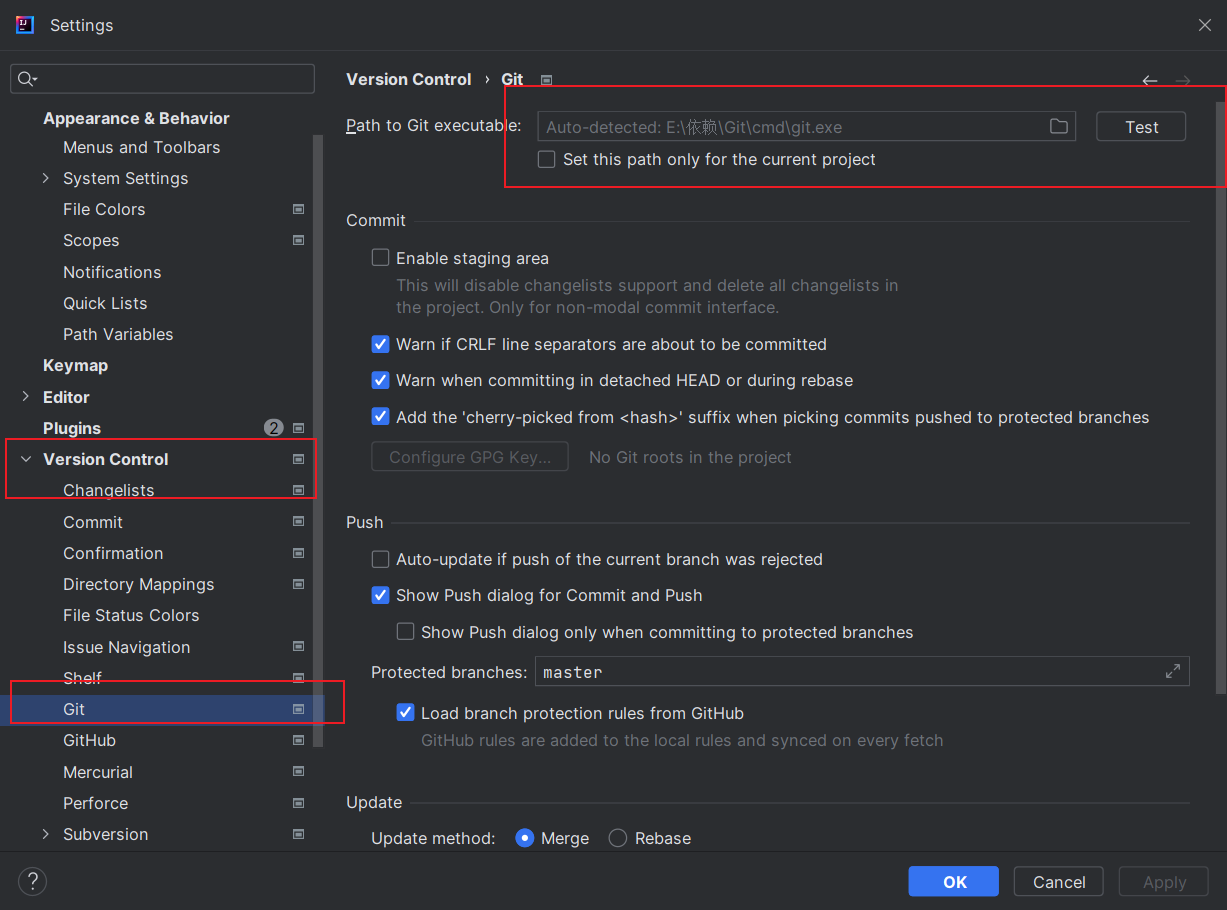 Settings
Appearance & Behavior
Menus and Toolbars
System Settings
File Colors
Scopes
Notifications
Quick Lists
Path Variables
Keymap
Editor
Plugins 2
Version Control
Changelists
Commit
Confirmation
Directory Mappings
File Status Colors
Issue Navigation
Shelf
Git
GitHub
Mercurial
Perforce
Subversion
Version Control › Git
Path to Git executable: Auto-detected: E:\依赖\Git\cmd\git.exe Test
Set this path only for the current project
Commit
Enable staging area
This will disable changelists support and delete all changelists in
the project. Only for non-modal commit interface.
Warn if CRLF line separators are about to be committed
Warn when committing in detached HEAD or during rebase
Add the 'cherry-picked from <hash>' suffix when picking commits pushed to protected branches
Configure GPG Key... No Git roots in the project
Push
Auto-update if push of the current branch was rejected
Show Push dialog for Commit and Push
Show Push dialog only when committing to protected branches
Protected branches: master
Load branch protection rules from GitHub
GitHub rules are added to the local rules and synced on every fetch
Update
Update method: Merge Rebase
? OK Cancel Apply